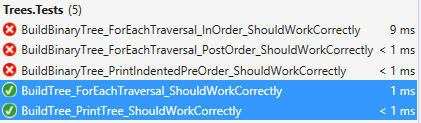 Trees.Tests (5)
BuildBinaryTree_ForEachTraversal_InOrder_ShouldWorkCorrectly 9 ms
BuildBinaryTree_ForEachTraversal_PostOrder_ShouldWorkCorrectly < 1 ms
BuildBinaryTree_PrintIndentedPreOrder_ShouldWorkCorrectly < 1 ms
BuildTree_ForEachTraversal_ShouldWorkCorrectly 1 ms
BuildTree_PrintTree_ShouldWorkCorrectly < 1 ms